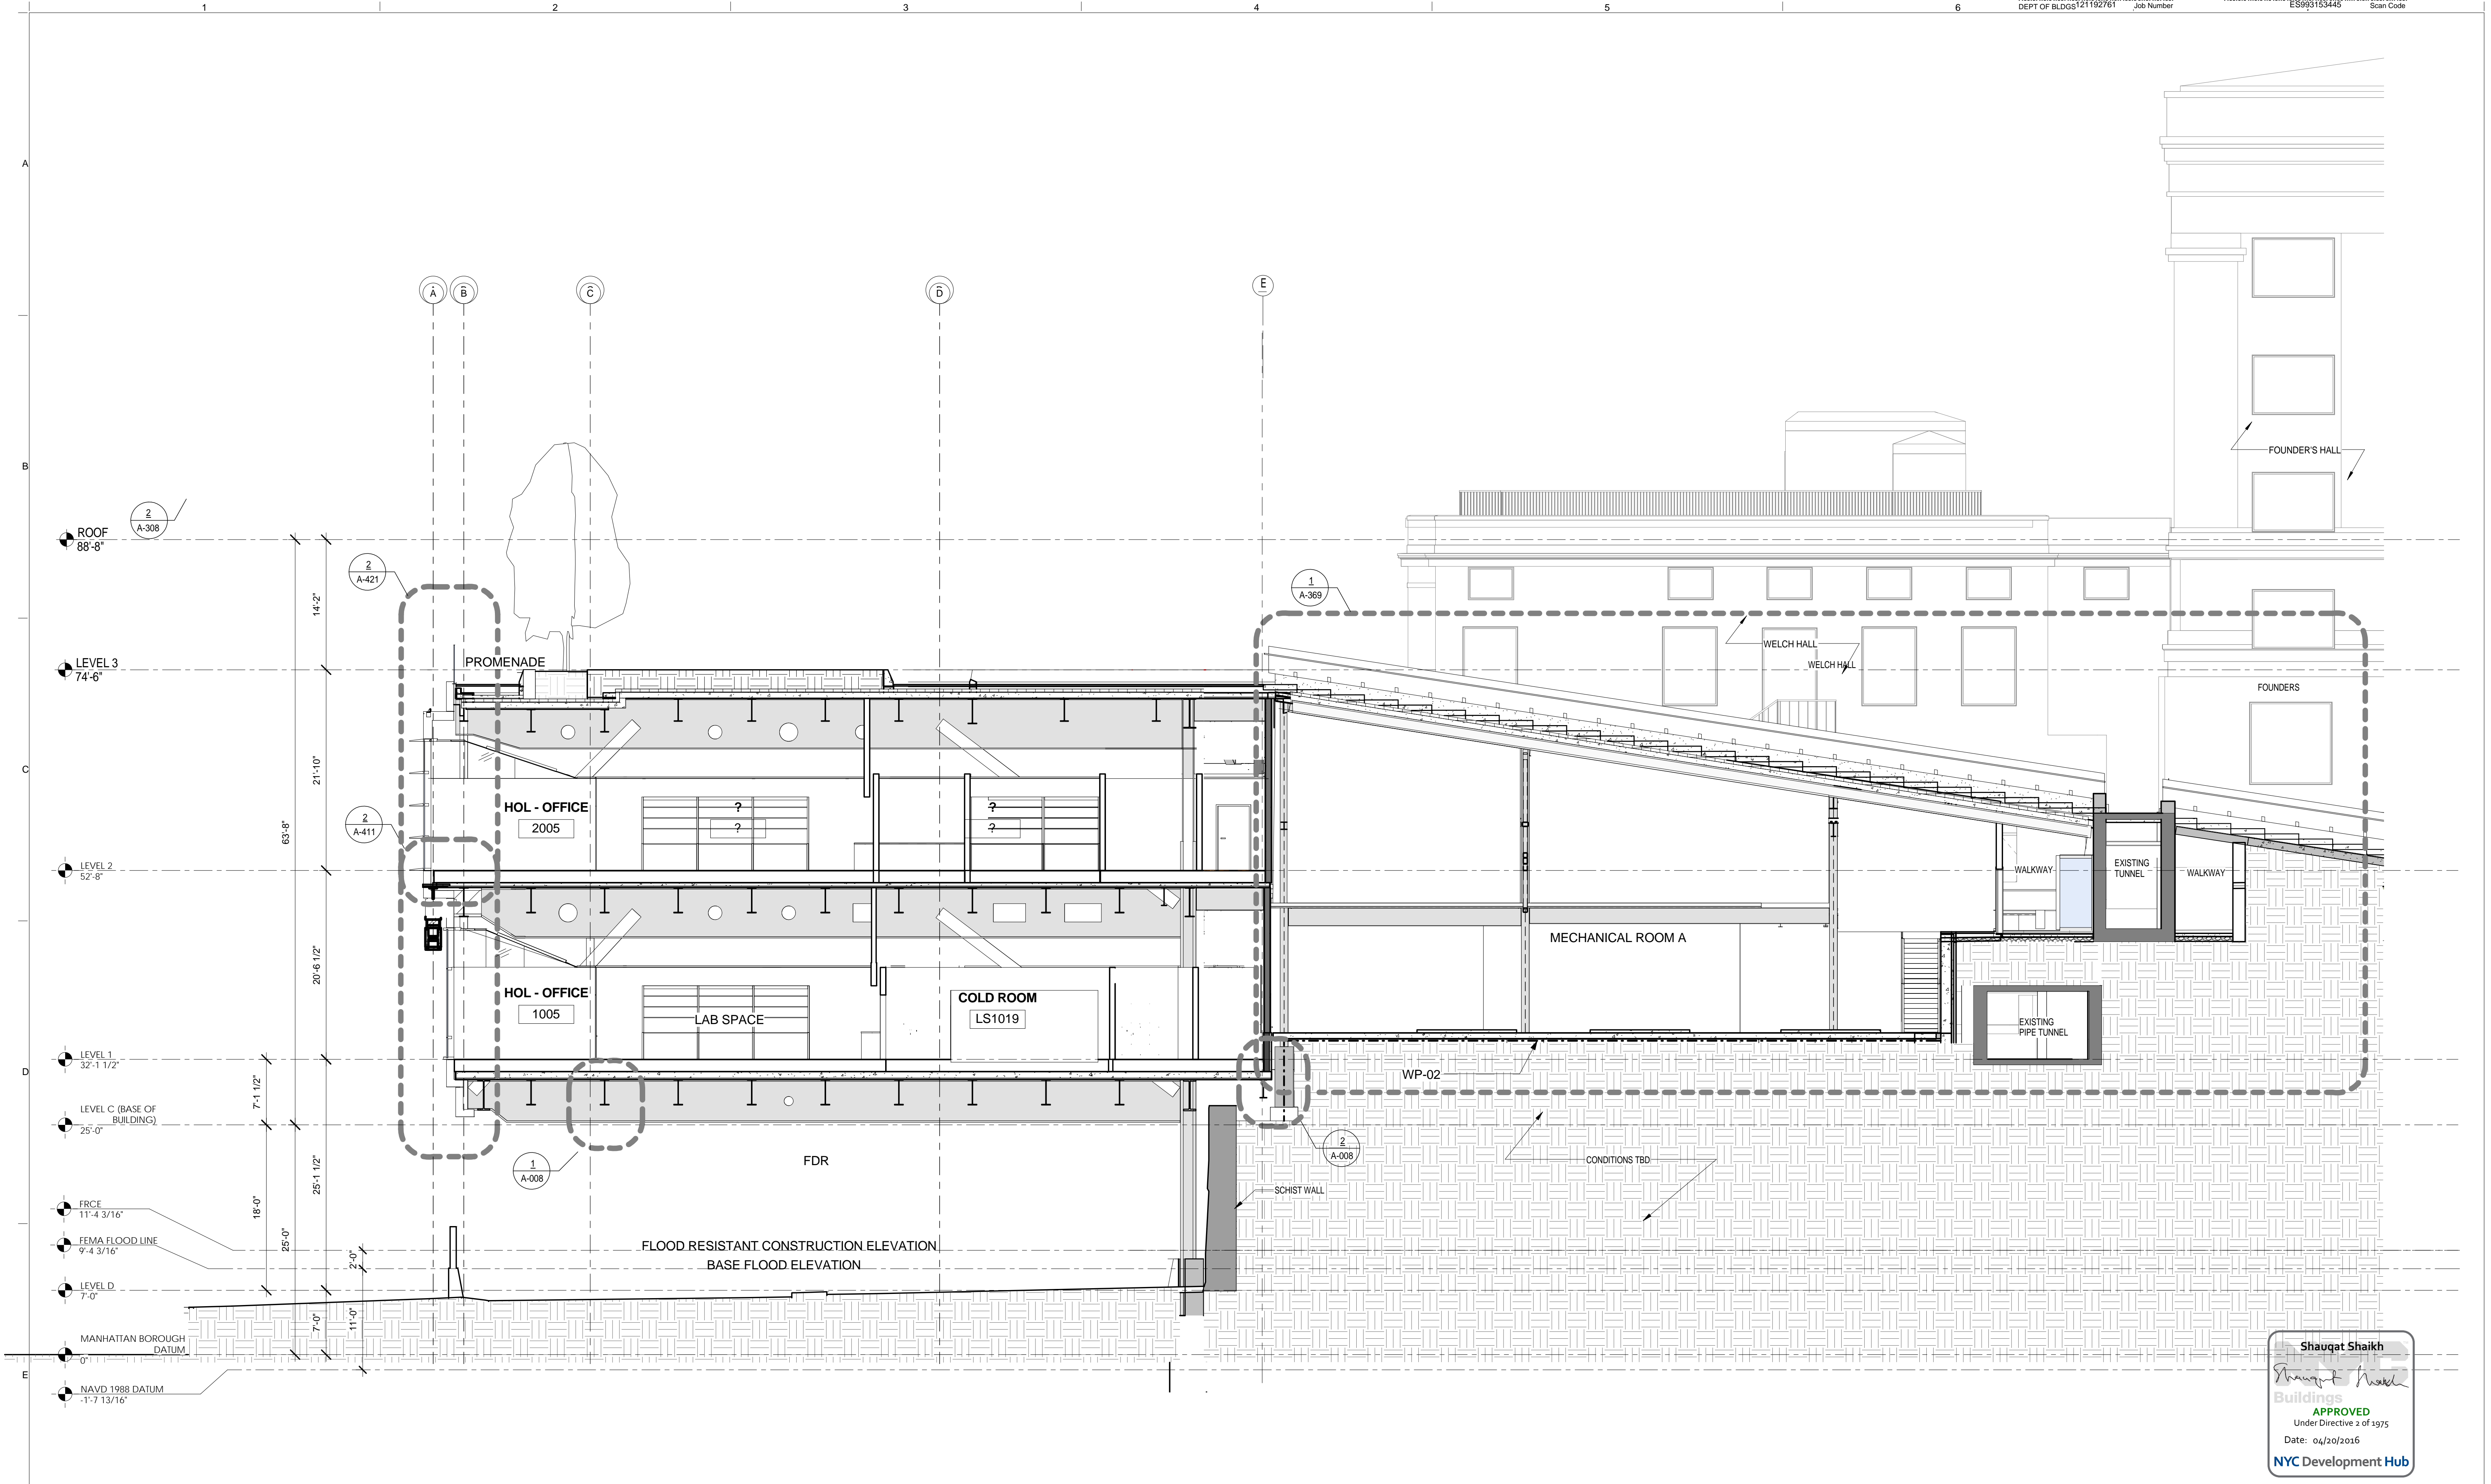 1 2 3 4 5 6
DEPT OF BLDGS 121192761 Job Number ES993153445 Scan Code
A
B
C
D
E
A B C D E
2
A-308
ROOF
88'-8"
2
A-421
14'-2"
1
A-369
FOUNDER'S HALL
WELCH HALL
WELCH HALL
LEVEL 3
74'-6"
PROMENADE
FOUNDERS
21'-10"
63'-8"
2
A-411
HOL - OFFICE
2005
?
?
?
?
LEVEL 2
52'-8"
WALKWAY
EXISTING
TUNNEL
WALKWAY
20'-6 1/2"
MECHANICAL ROOM A
HOL - OFFICE
1005
LAB SPACE
COLD ROOM
LS1019
EXISTING
PIPE TUNNEL
LEVEL 1
32'-1 1/2"
WP-02
7'-1 1/2"
LEVEL C (BASE OF
BUILDING)
25'-0"
1
A-008
FDR
2
A-008
CONDITIONS TBD
SCHIST WALL
25'-1 1/2"
18'-0"
25'-0"
FRCE
11'-4 3/16"
FEMA FLOOD LINE
9'-4 3/16"
FLOOD RESISTANT CONSTRUCTION ELEVATION
BASE FLOOD ELEVATION
2'-0"
LEVEL D
7'-0"
7'-0"
11'-0"
MANHATTAN BOROUGH
DATUM
0"
NAVD 1988 DATUM
-1'-7 13/16"
Shauqat Shaikh
NYC
Shauqat Shaikh
Buildings
APPROVED
Under Directive 2 of 1975
Date: 04/20/2016
NYC Development Hub